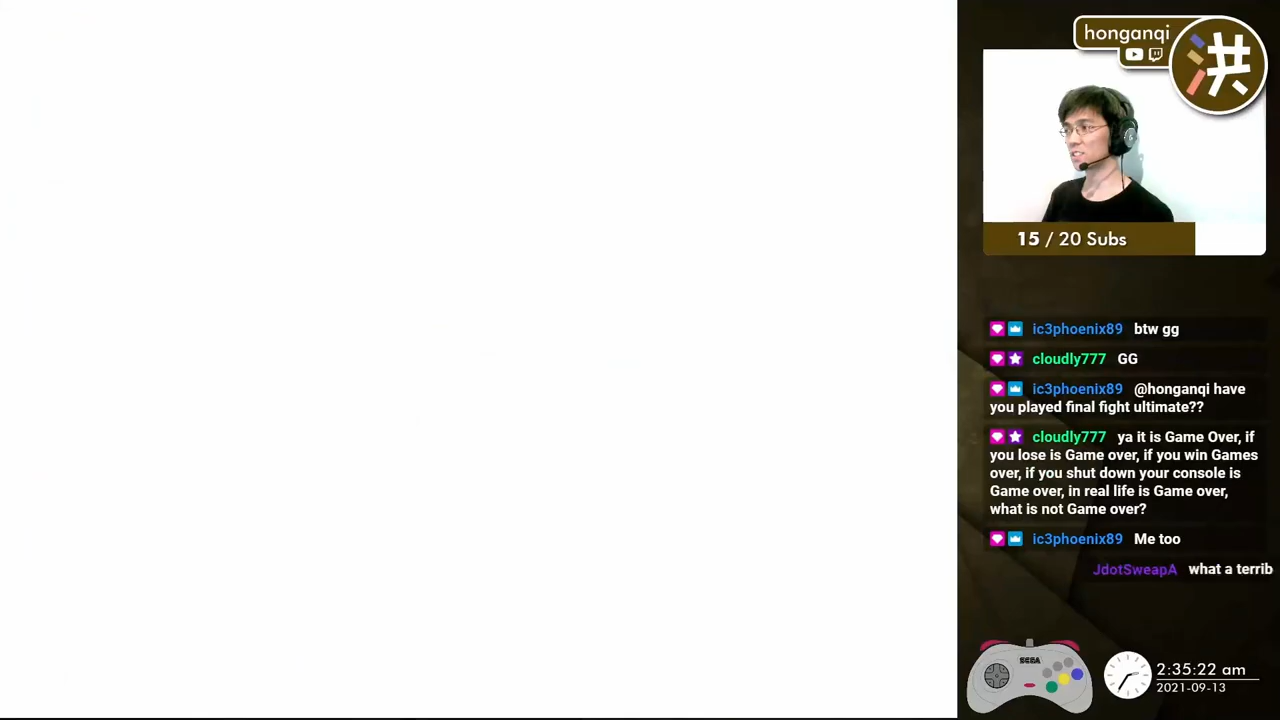 honganqi
洪
15 / 20 Subs
ic3phoenix89 btw gg
cloudly777 GG
ic3phoenix89 @honganqi have
you played final fight ultimate??
cloudly777 ya it is Game Over, if
you lose is Game over, if you win Games
over, if you shut down your console is
Game over, in real life is Game over,
what is not Game over?
ic3phoenix89 Me too
JdotSweapA what a terrib
SEGA
2:35:22 am
2021-09-13